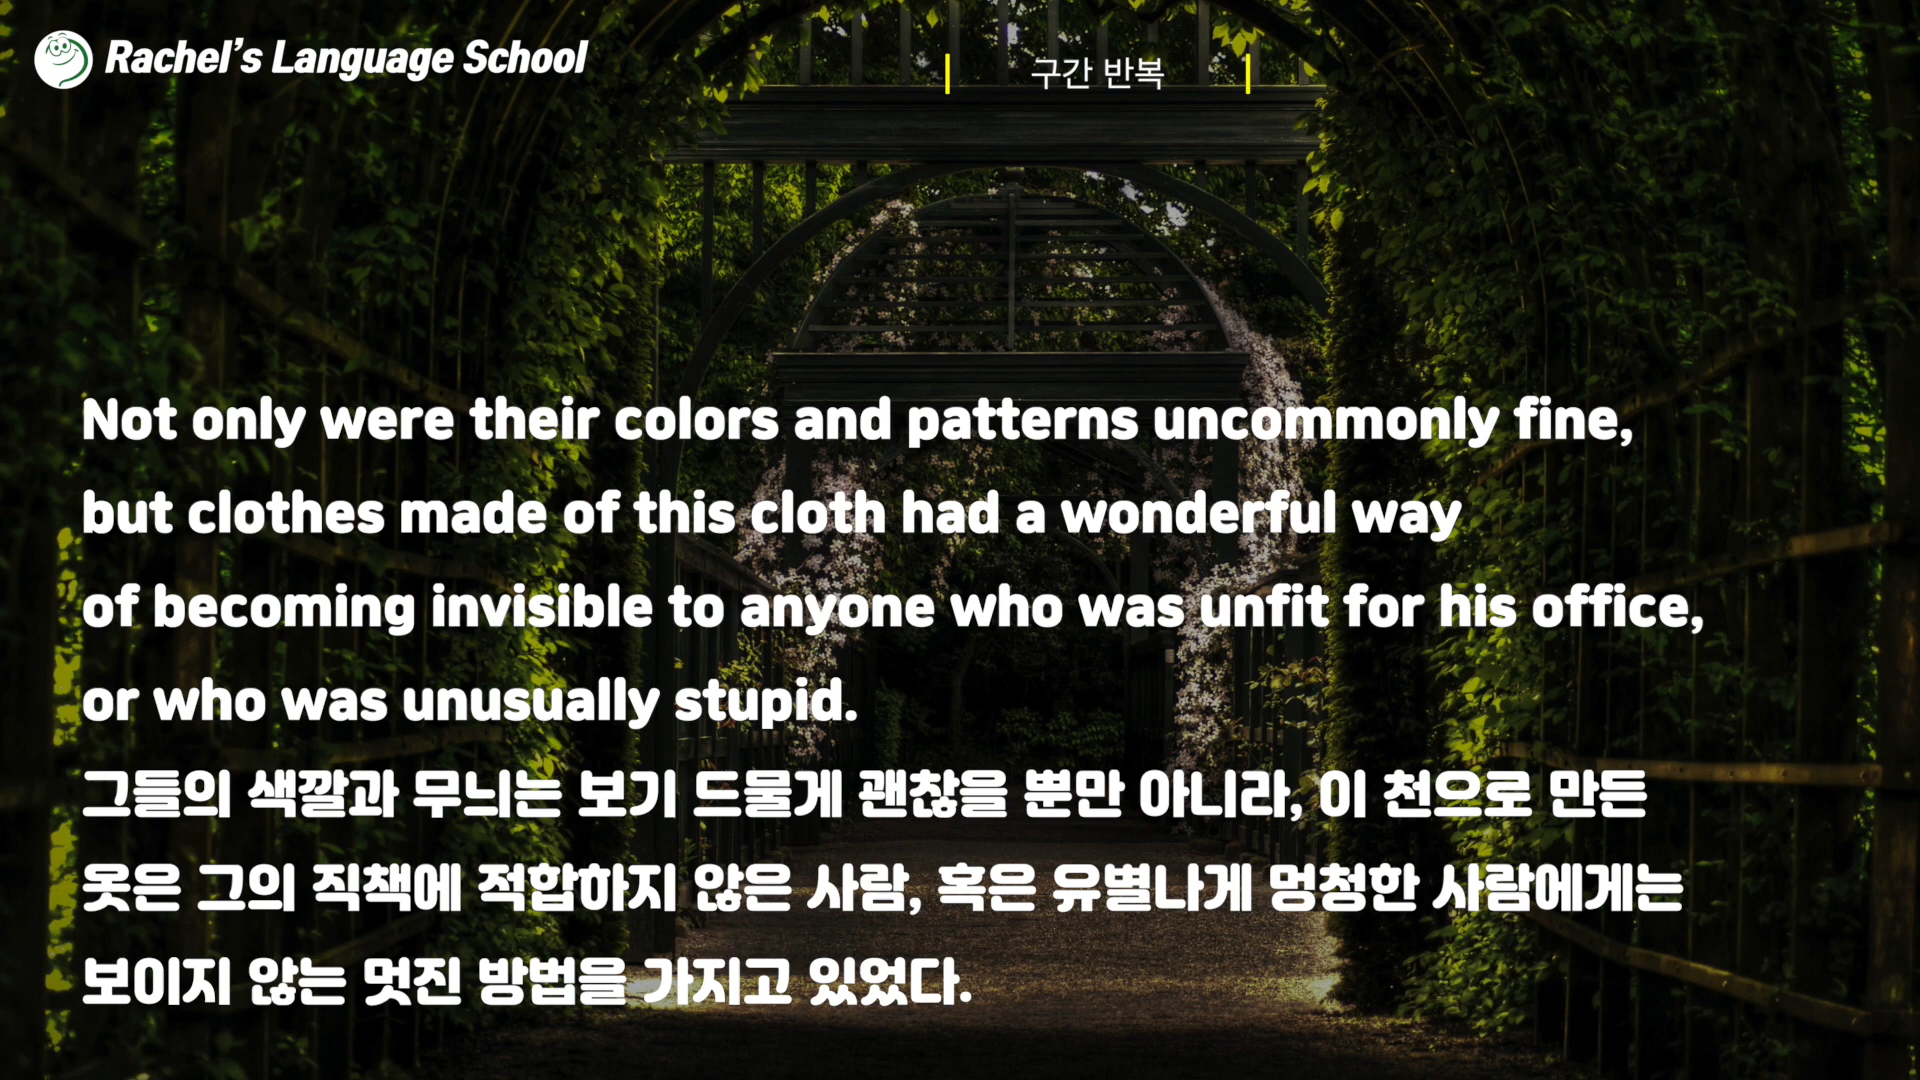 Rachel's Language School
구간 반복
Not only were their colors and patterns uncommonly fine,
but clothes made of this cloth had a wonderful way
of becoming invisible to anyone who was unfit for his office,
or who was unusually stupid.
그들의 색깔과 무늬는 보기 드물게 괜찮을 뿐만 아니라, 이 천으로 만든
옷은 그의 직책에 적합하지 않은 사람, 혹은 유별나게 멍청한 사람에게는
보이지 않는 멋진 방법을 가지고 있었다.